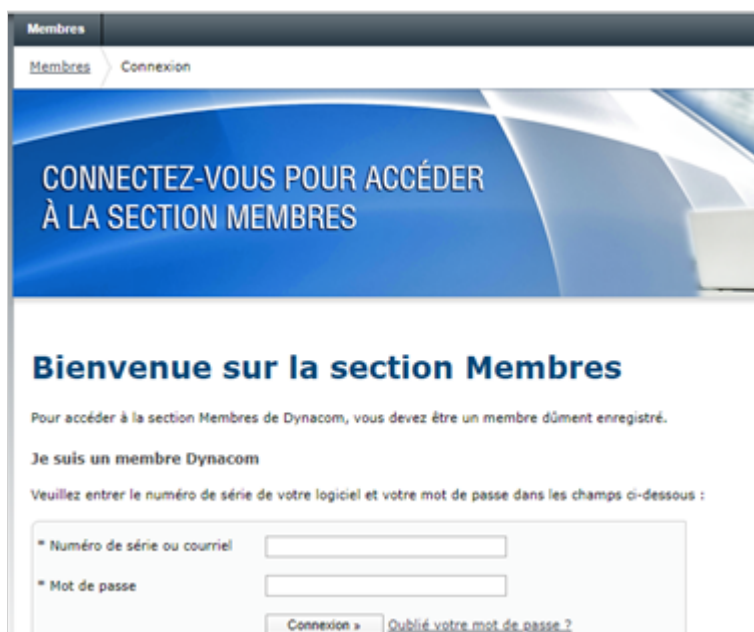 Membres
Membres Connexion
CONNECTEZ-VOUS POUR ACCÉDER
À LA SECTION MEMBRES
Bienvenue sur la section Membres
Pour accéder à la section Membres de Dynacom, vous devez être un membre dûment enregistré.
Je suis un membre Dynacom
Veuillez entrer le numéro de série de votre logiciel et votre mot de passe dans les champs ci-dessous :
* Numéro de série ou courriel
* Mot de passe
Connexion » Oublié votre mot de passe ?